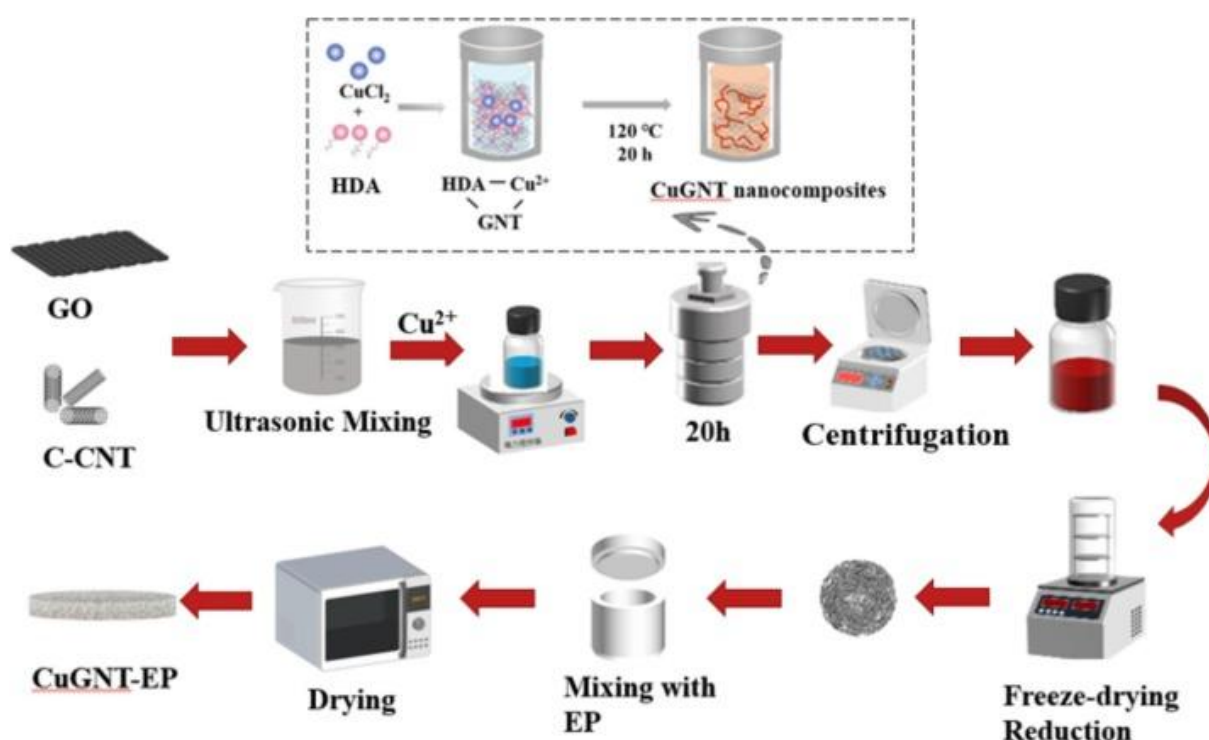 CuCl₂
+
HDA
HDA — Cu²⁺
GNT
120 °C
20 h
CuGNT nanocomposites
GO
C-CNT
Ultrasonic Mixing
Cu²⁺
20h
Centrifugation
Freeze-drying
Reduction
Mixing with
EP
Drying
CuGNT-EP